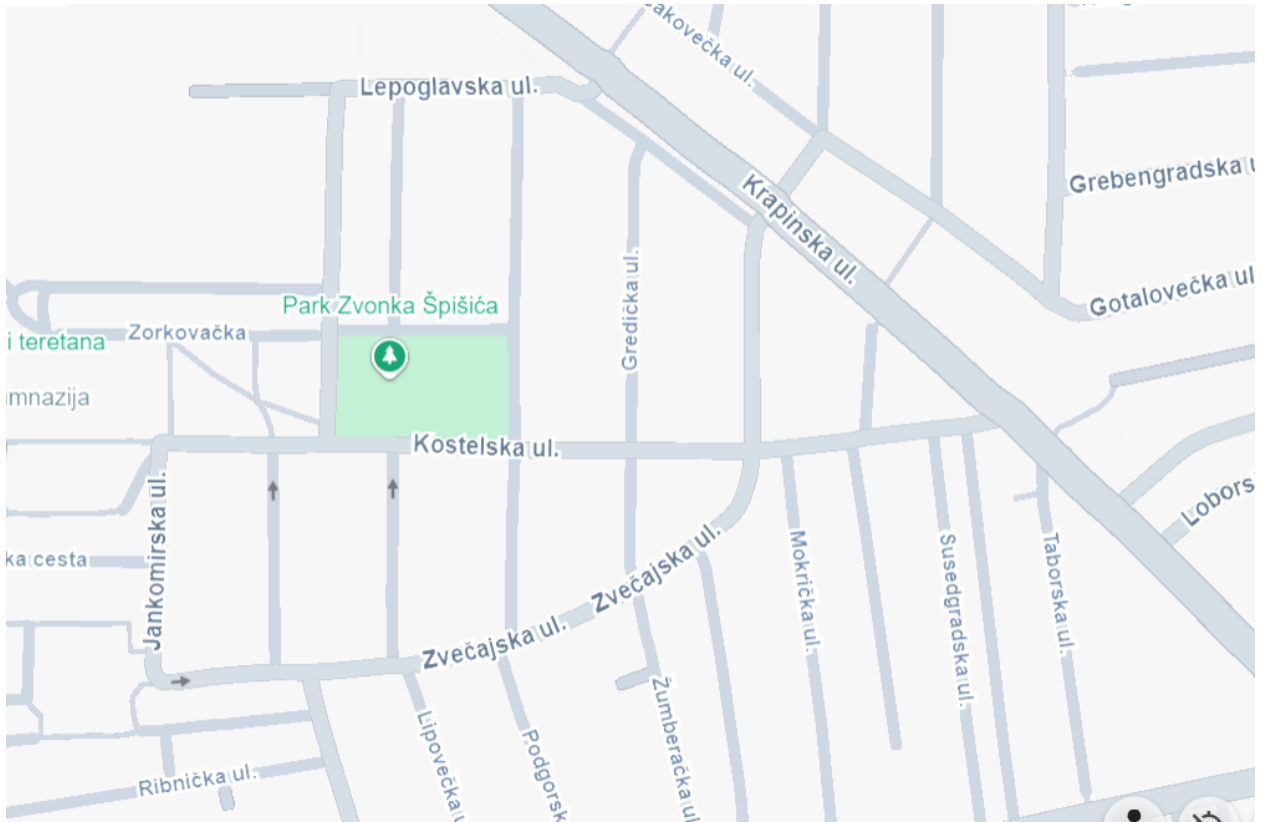 akovečka ul.
Lepoglavska ul.
Grebengradska u
Krapinska ul.
Gotalovečka ul
Park Zvonka Špišića
Zorkovačka
Gredička ul.
i teretana
imnazija
Kostelska ul.
Jankomirska ul.
Lobors
ka cesta
Zvečajska ul.
Mokrička ul.
Susedgradska ul.
Taborska ul.
Zvečajska ul.
Žumberačka ul
Lipovečka u
Podgorsk
Ribnička ul.